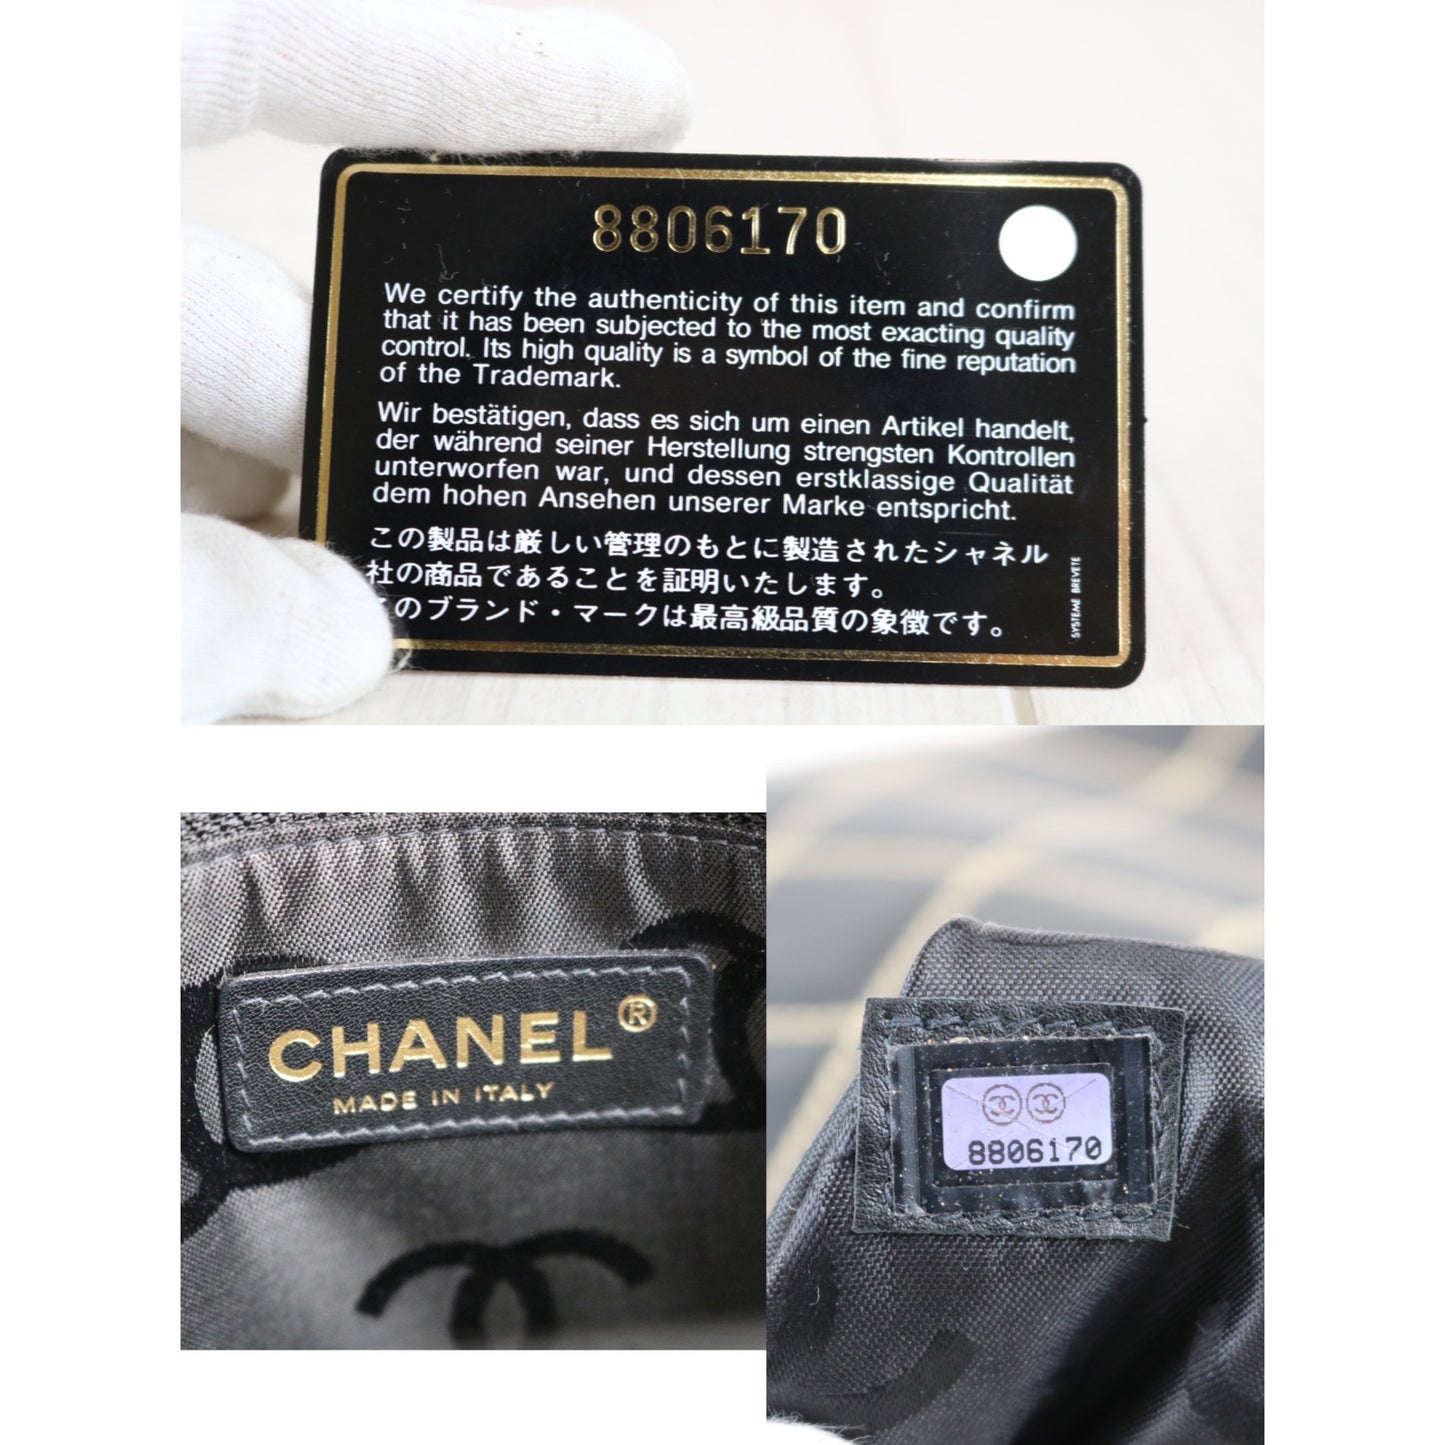 8806170
We certify the authenticity of this item and confirm
that it has been subjected to the most exacting quality
control. Its high quality is a symbol of the fine reputation
of the Trademark.
Wir bestätigen, dass es sich um einen Artikel handelt,
der während seiner Herstellung strengsten Kontrollen
unterworfen war, und dessen erstklassige Qualität
dem hohen Ansehen unserer Marke entspricht.
この製品は厳しい管理のもとに製造されたシャネル
社の商品であることを証明いたします。
このブランド・マークは最高級品質の象徴です。
SYSTEME BREVETE
CHANEL®
MADE IN ITALY
8806170